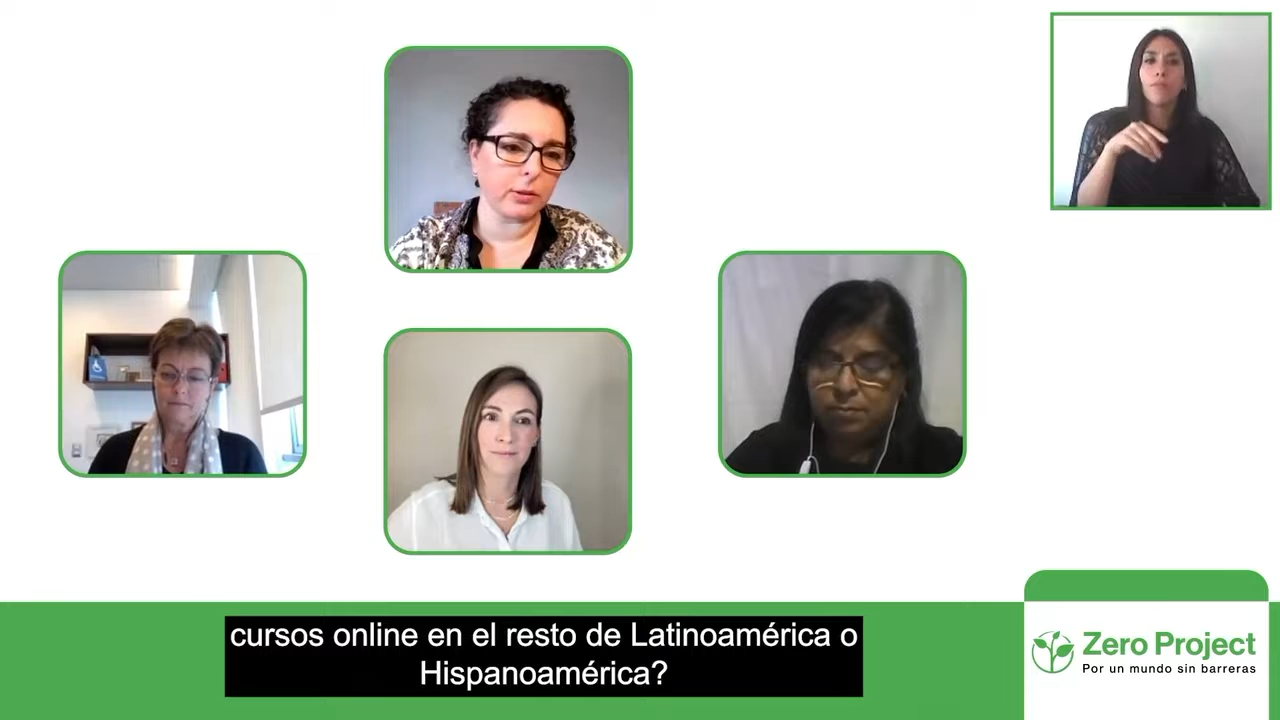 cursos online en el resto de Latinoamérica o
Hispanoamérica?
Zero Project
Por un mundo sin barreras